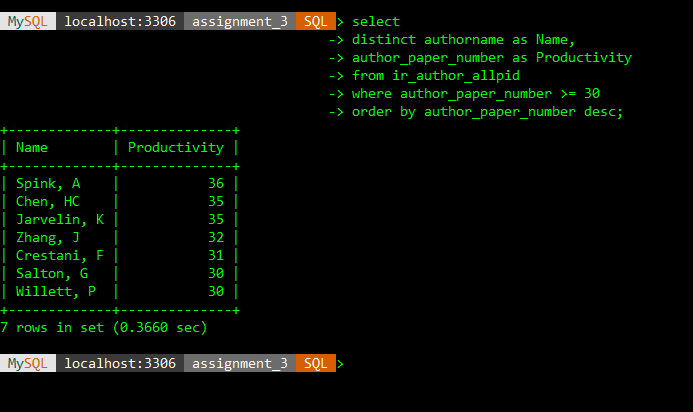 MySQL localhost:3306 assignment_3 SQL > select
-> distinct authorname as Name,
-> author_paper_number as Productivity
-> from ir_author_allpid
-> where author_paper_number >= 30
-> order by author_paper_number desc;
+-------------+--------------+
| Name        | Productivity |
+-------------+--------------+
| Spink, A    |           36 |
| Chen, HC    |           35 |
| Jarvelin, K |           35 |
| Zhang, J    |           32 |
| Crestani, F |           31 |
| Salton, G   |           30 |
| Willett, P  |           30 |
+-------------+--------------+
7 rows in set (0.3660 sec)
MySQL localhost:3306 assignment_3 SQL >